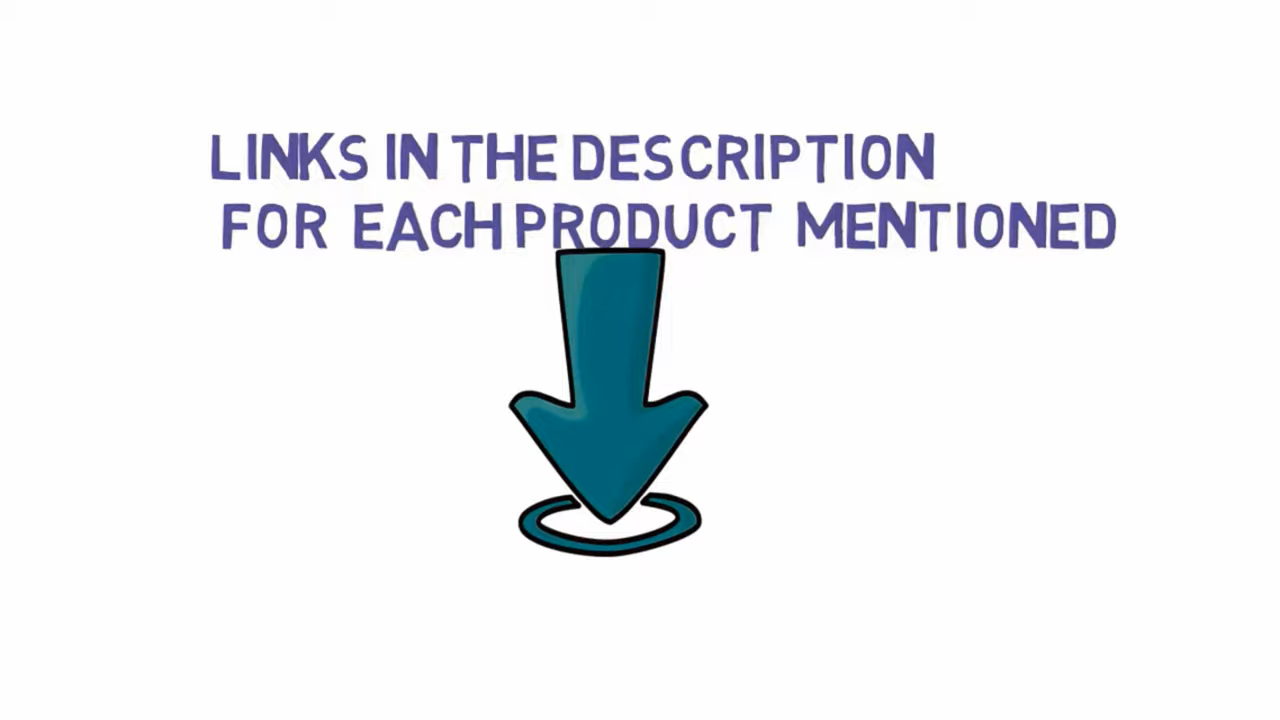 LINKS IN THE DESCRIPTION
FOR EACH PRODUCT MENTIONED